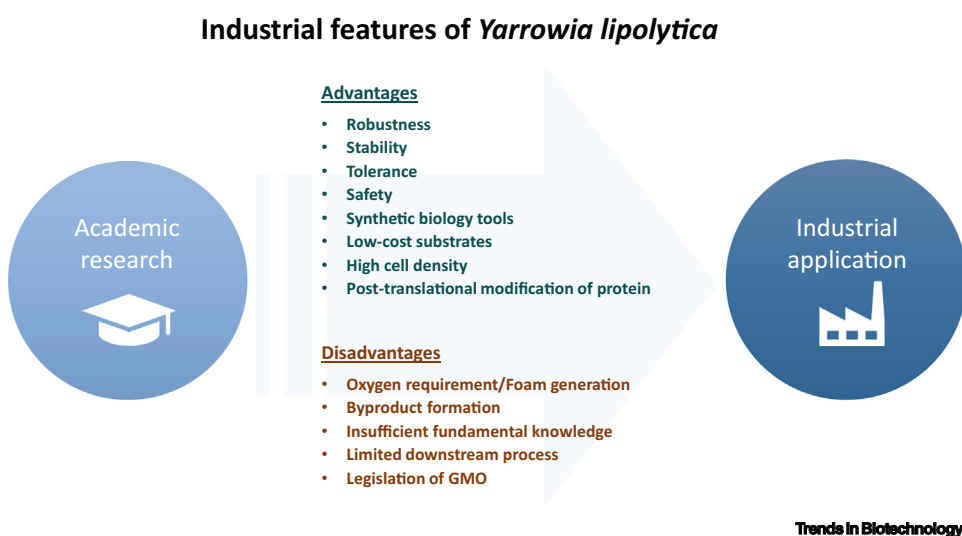 Industrial features of Yarrowia lipolytica
Advantages
• Robustness
• Stability
• Tolerance
• Safety
• Synthetic biology tools
• Low-cost substrates
• High cell density
• Post-translational modification of protein
Academic
research
Industrial
application
Disadvantages
• Oxygen requirement/Foam generation
• Byproduct formation
• Insufficient fundamental knowledge
• Limited downstream process
• Legislation of GMO
Trends in Biotechnology